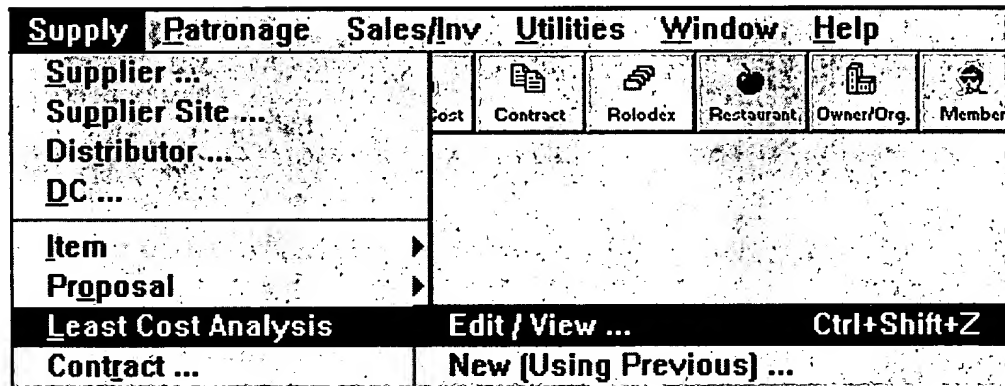 Supply Patronage Sales/Inv Utilities Window Help
Supplier ...
Supplier Site ...
Distributor ...
DC ...
Cost Contract Rolodex Restaurant Owner/Org. Member
Item
Proposal
Least Cost Analysis Edit / View ... Ctrl+Shift+Z
Contract ... New (Using Previous) ...